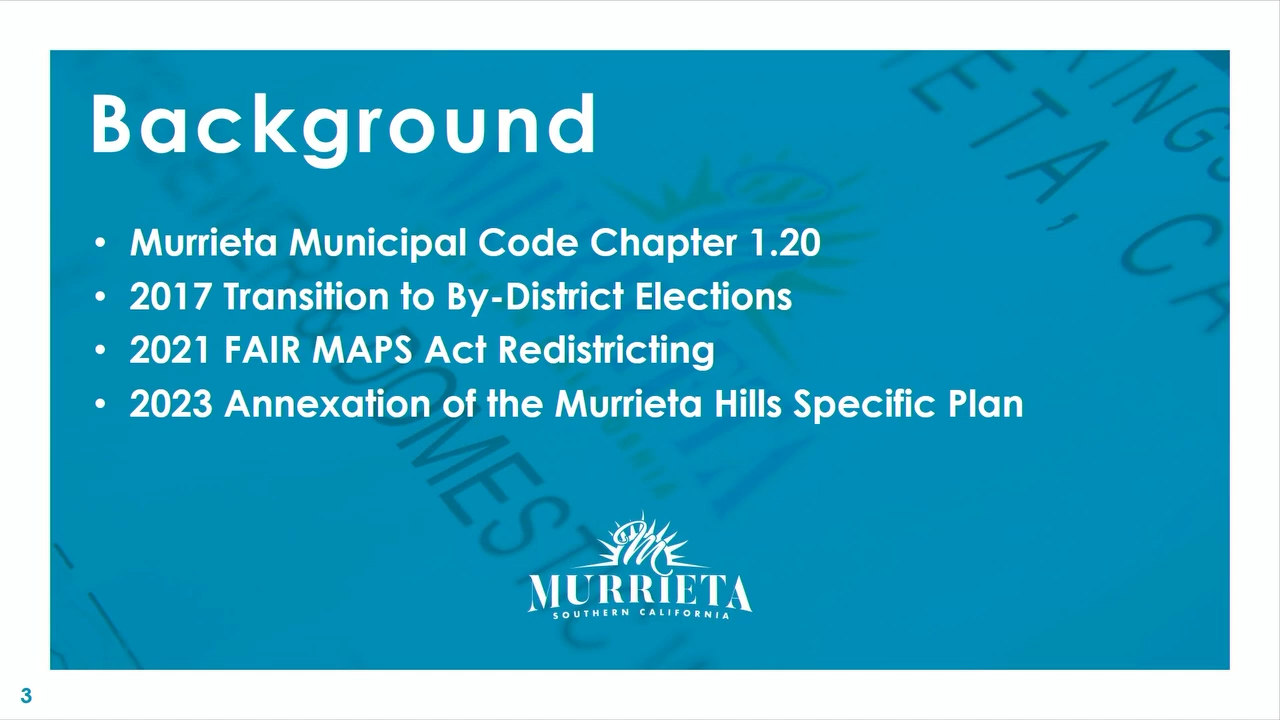 Background
• Murrieta Municipal Code Chapter 1.20
• 2017 Transition to By-District Elections
• 2021 FAIR MAPS Act Redistricting
• 2023 Annexation of the Murrieta Hills Specific Plan
MURRIETA
SOUTHERN CALIFORNIA
3